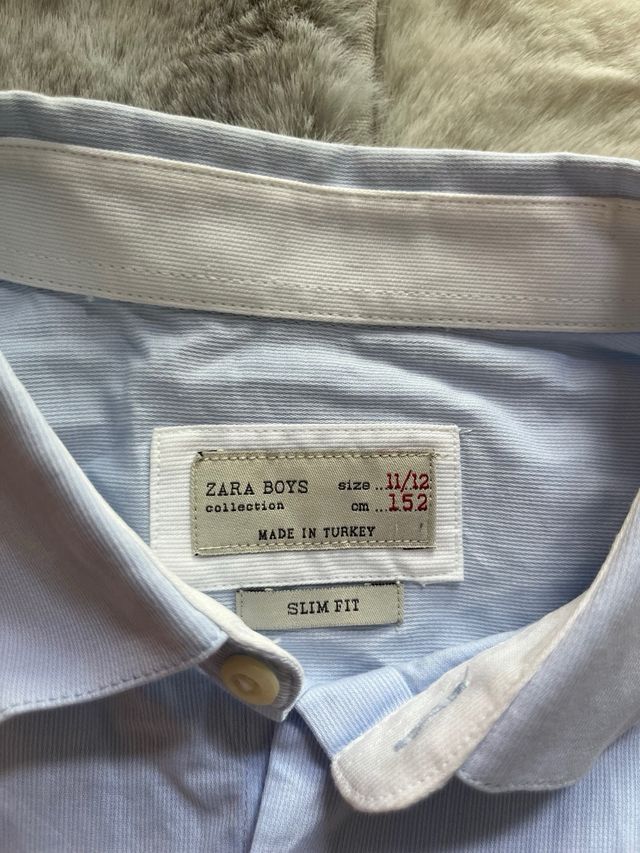 ZARA BOYS size ..11/12
collection cm ...152
MADE IN TURKEY
SLIM FIT